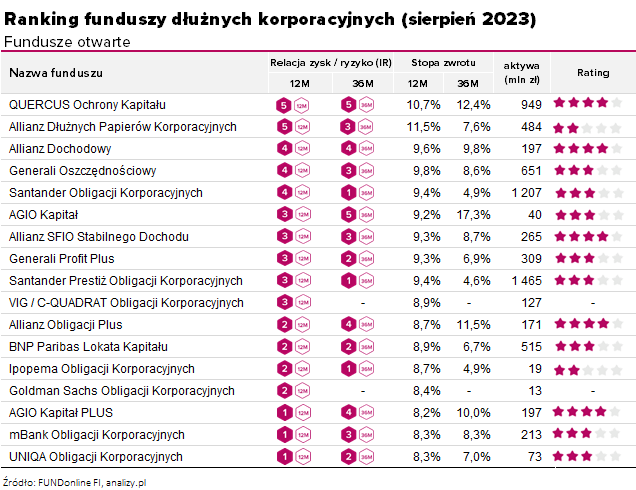 Ranking funduszy dłużnych korporacyjnych (sierpień 2023)
Fundusze otwarte
Nazwa funduszu Relacja zysk / ryzyko (IR) Stopa zwrotu aktywa (mln zł) Rating
12M 36M 12M 36M
QUERCUS Ochrony Kapitału 5 12M 5 36M 10,7% 12,4% 949
Allianz Dłużnych Papierów Korporacyjnych 5 12M 3 36M 11,5% 7,6% 484
Allianz Dochodowy 4 12M 4 36M 9,6% 9,8% 197
Generali Oszczędnościowy 4 12M 3 36M 9,8% 8,6% 651
Santander Obligacji Korporacyjnych 4 12M 1 36M 9,4% 4,9% 1 207
AGIO Kapitał 3 12M 5 36M 9,2% 17,3% 40
Allianz SFIO Stabilnego Dochodu 3 12M 3 36M 9,3% 8,7% 265
Generali Profit Plus 3 12M 2 36M 9,3% 6,9% 309
Santander Prestiż Obligacji Korporacyjnych 3 12M 1 36M 9,4% 4,6% 1 465
VIG / C-QUADRAT Obligacji Korporacyjnych 3 12M - 8,9% - 127 -
Allianz Obligacji Plus 2 12M 4 36M 8,7% 11,5% 171
BNP Paribas Lokata Kapitału 2 12M 2 36M 8,9% 6,7% 515
Ipopema Obligacji Korporacyjnych 2 12M 1 36M 8,7% 4,9% 19
Goldman Sachs Obligacji Korporacyjnych 2 12M - 8,4% - 13 -
AGIO Kapitał PLUS 1 12M 4 36M 8,2% 10,0% 197
mBank Obligacji Korporacyjnych 1 12M 3 36M 8,3% 8,3% 213
UNIQA Obligacji Korporacyjnych 1 12M 2 36M 8,3% 7,0% 73
Źródło: FUNDonline FI, analizy.pl